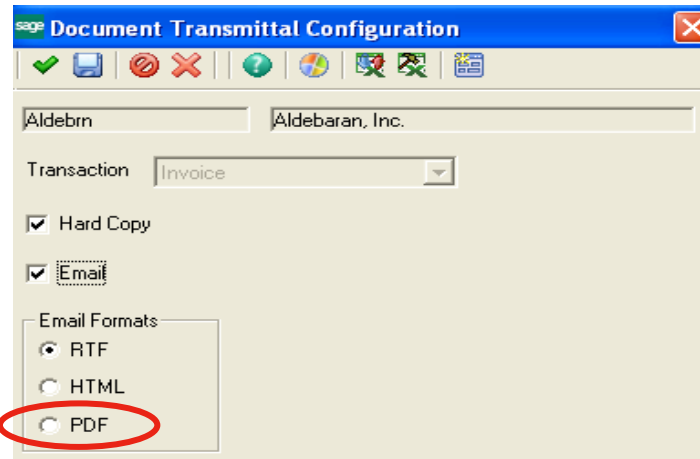 sage Document Transmittal Configuration
Aldebrn Aldebaran, Inc.
Transaction Invoice
Hard Copy
Email
Email Formats
RTF
HTML
PDF